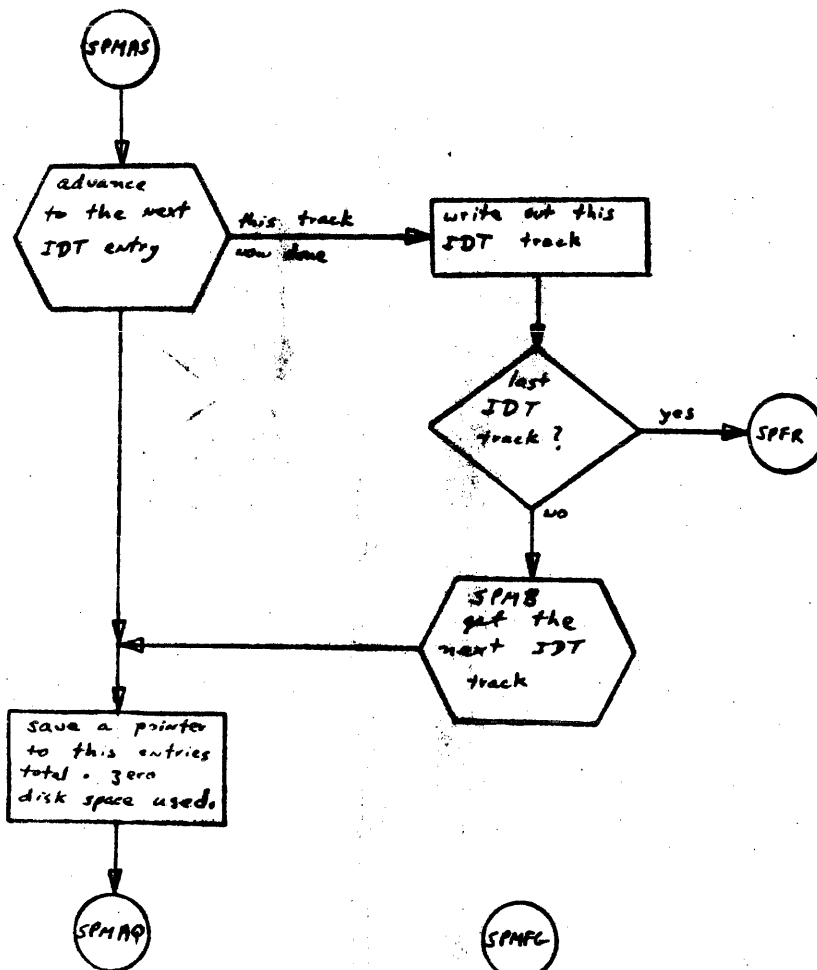 SPMAS
advance
to the next
IDT entry
this track
now done
write out this
IDT track
last
IDT
track?
yes
SPFR
no
SPMB
get the
next IDT
track
save a pointer
to this entries
total. zero
disk space used.
SPMAQ
SPMFG